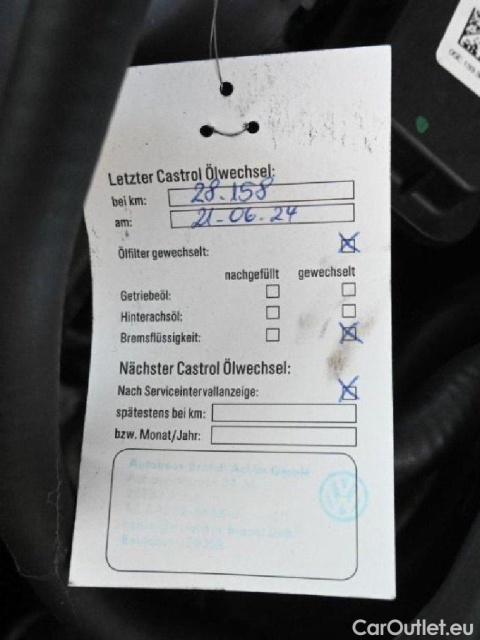 Letzter Castrol Ölwechsel:
bei km: 28.158
am: 21-06.24
Ölfilter gewechselt: ☒
nachgefüllt gewechselt
Getriebeöl: ☐ ☐
Hinterachsöl: ☐ ☐
Bremsflüssigkeit: ☐ ☒
Nächster Castrol Ölwechsel:
Nach Serviceintervallanzeige: ☒
spätestens bei km:
bzw. Monat/Jahr:
Autohaus
CarOutlet.eu